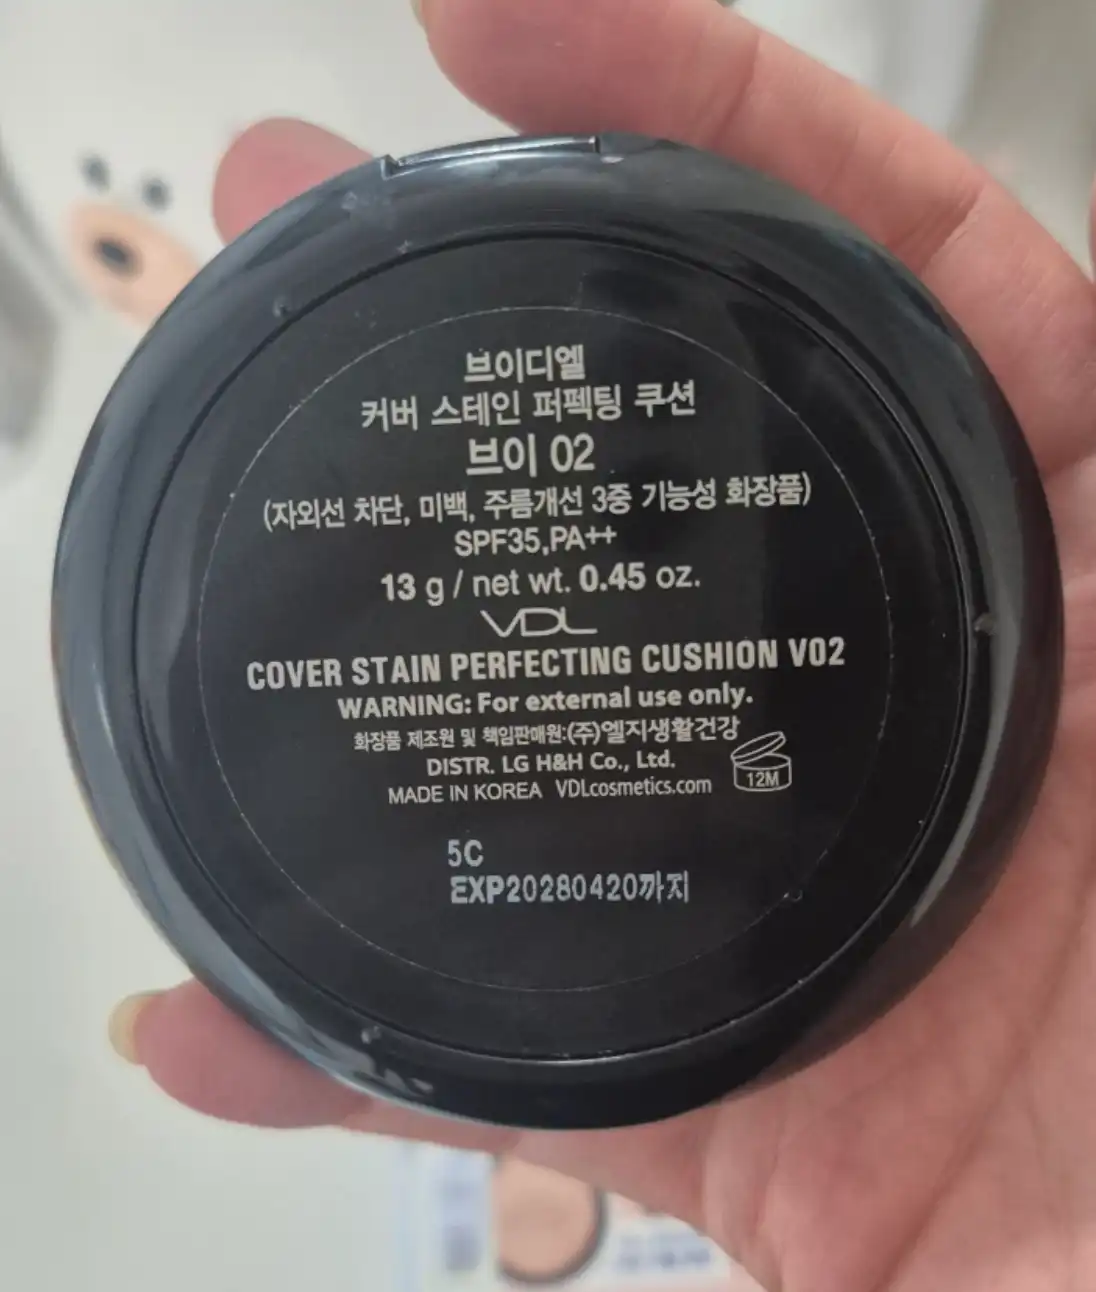 브이디엘
커버 스테인 퍼펙팅 쿠션
브이 02
(자외선 차단, 미백, 주름개선 3중 기능성 화장품)
SPF35,PA++
13 g / net wt. 0.45 oz.
VDL
COVER STAIN PERFECTING CUSHION V02
WARNING: For external use only.
화장품 제조원 및 책임판매원:(주)엘지생활건강
DISTR. LG H&H Co., Ltd.
MADE IN KOREA VDLcosmetics.com
12M
5C
EXP20280420까지